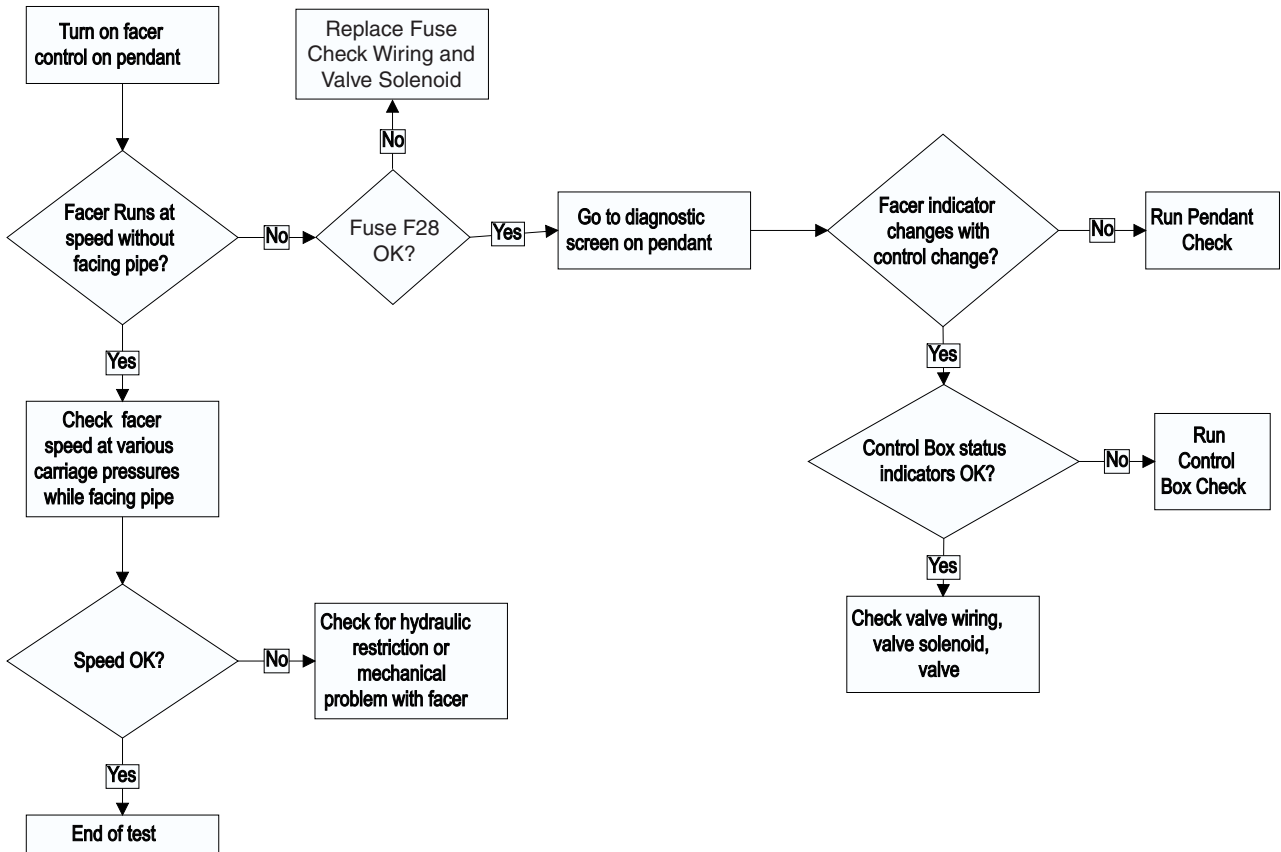 Turn on facer
control on pendant
Replace Fuse
Check Wiring and
Valve Solenoid
No
Facer Runs at
speed without
facing pipe?
No
Fuse F28
OK?
Yes
Go to diagnostic
screen on pendant
Facer indicator
changes with
control change?
No
Run Pendant
Check
Yes
Yes
Check facer
speed at various
carriage pressures
while facing pipe
Control Box status
indicators OK?
No
Run
Control
Box Check
Yes
Speed OK?
No
Check for hydraulic
restriction or
mechanical
problem with facer
Check valve wiring,
valve solenoid,
valve
Yes
End of test